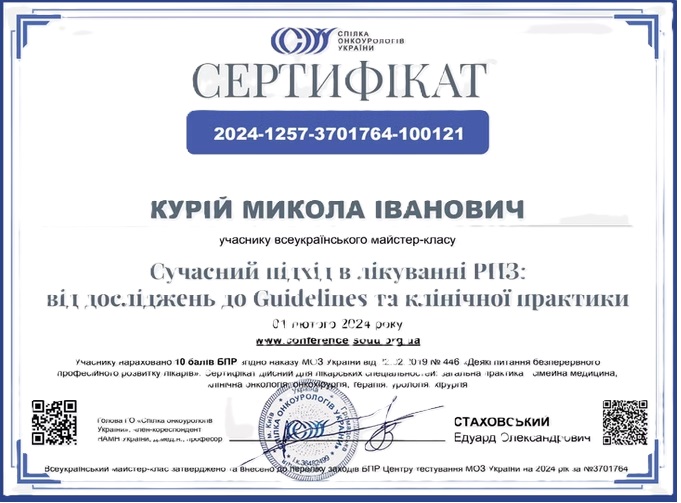 СПІЛКА
ОНКОУРОЛОГІВ
УКРАЇНИ
СЕРТИФІКАТ
2024-1257-3701764-100121
КУРІЙ МИКОЛА ІВАНОВИЧ
учаснику всеукраїнського майстер-класу
Сучасний підхід в лікуванні РПЗ:
від досліджень до Guidelines та клінічної практики
01 лютого 2024 року
www.conference.souu.org.ua
Учаснику нараховано 10 балів БПР згідно наказу МОЗ України від 22.02.2019 № 446 «Деякі питання безперервного
професійного розвитку лікарів». Сертифікат дійсний для лікарських спеціальностей: загальна практика - сімейна медицина,
клінічна онкологія, онкохірургія, терапія, урологія, хірургія
Голова ГО «Спілка онкоурологів
України», член-кореспондент
НАМН України, д.мед.н., професор
СТАХОВСЬКИЙ
Едуард Олександрович
Україна
м. Київ
СПІЛКА ОНКОУРОЛОГІВ УКРАЇНИ
Всеукраїнський майстер-клас затверджено та внесено до переліку заходів БПР Центру тестування МОЗ України на 2024 рік за №3701764